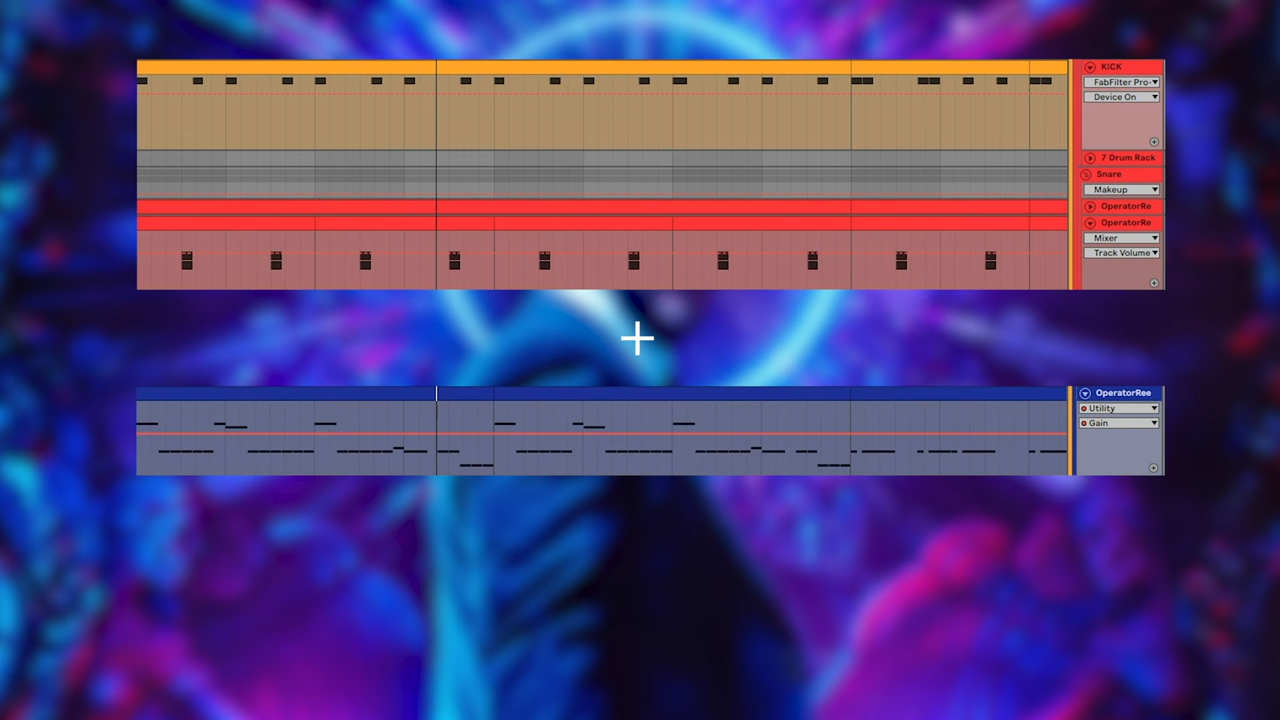 KICK
FabFilter Pro-
Device On
7 Drum Rack
Snare
Makeup
OperatorRe
OperatorRe
Mixer
Track Volume
+
OperatorRee
Utility
Gain